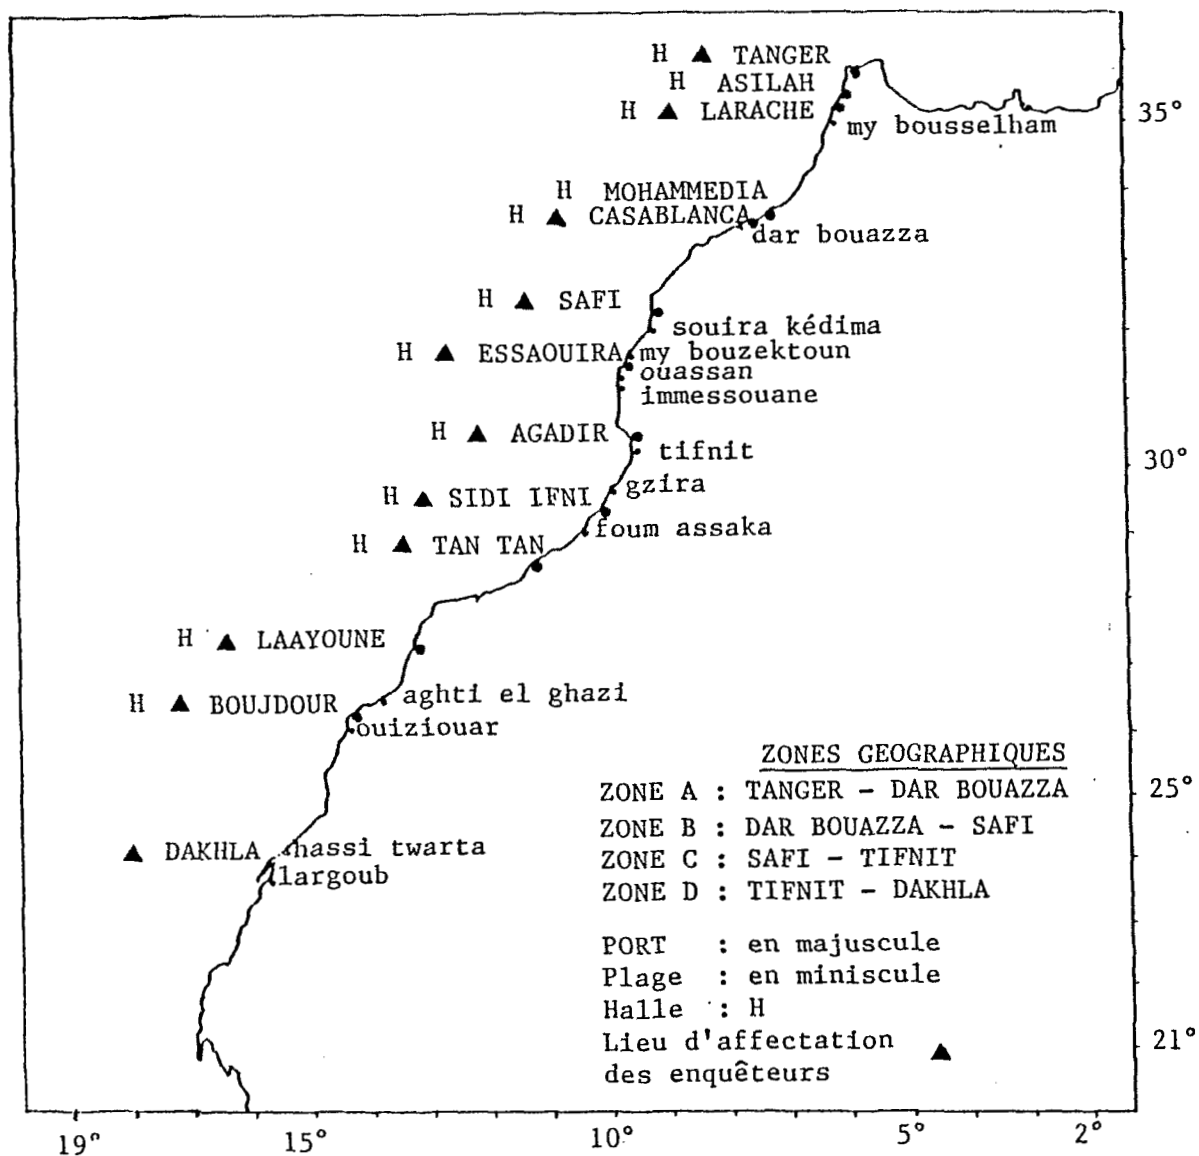 H ▲ TANGER
H ASILAH
H ▲ LARACHE
35°
my bousselham
H MOHAMMEDIA
H ▲ CASABLANCA
dar bouazza
H ▲ SAFI
souira kédima
H ▲ ESSAOUIRA my bouzektoun
ouassan
immessouane
H ▲ AGADIR
tifnit
30°
gzira
H ▲ SIDI IFNI
foum assaka
H ▲ TAN TAN
H ▲ LAAYOUNE
aghti el ghazi
H ▲ BOUJDOUR
ouiziouar
ZONES GEOGRAPHIQUES
ZONE A : TANGER - DAR BOUAZZA
25°
ZONE B : DAR BOUAZZA - SAFI
▲ DAKHLA hassi twarta
ZONE C : SAFI - TIFNIT
largoub
ZONE D : TIFNIT - DAKHLA
PORT : en majuscule
Plage : en miniscule
Halle : H
Lieu d'affectation
des enquêteurs ▲
21°
19° 15° 10° 5° 2°